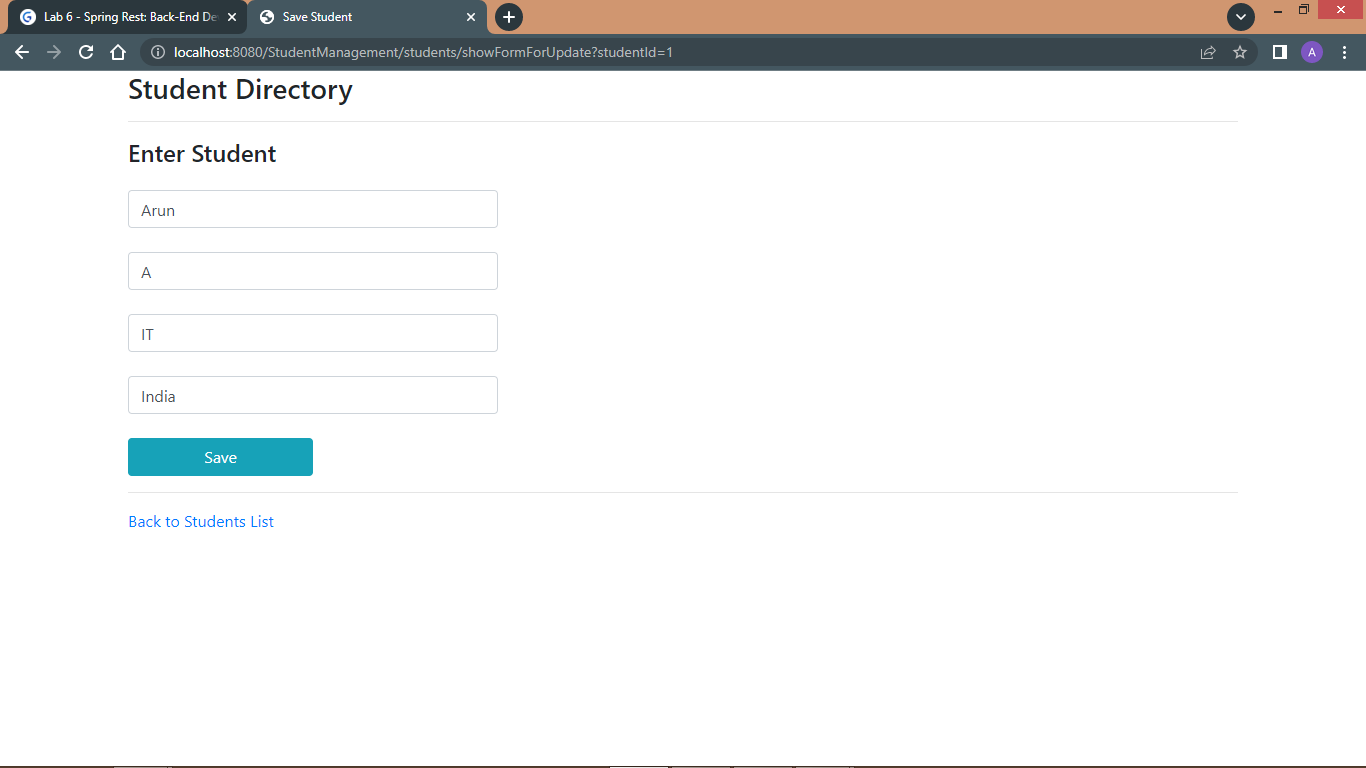 Lab 6 - Spring Rest: Back-End De
Save Student
localhost:8080/StudentManagement/students/showFormForUpdate?studentId=1
A
Student Directory
Enter Student
Arun
A
IT
India
Save
Back to Students List